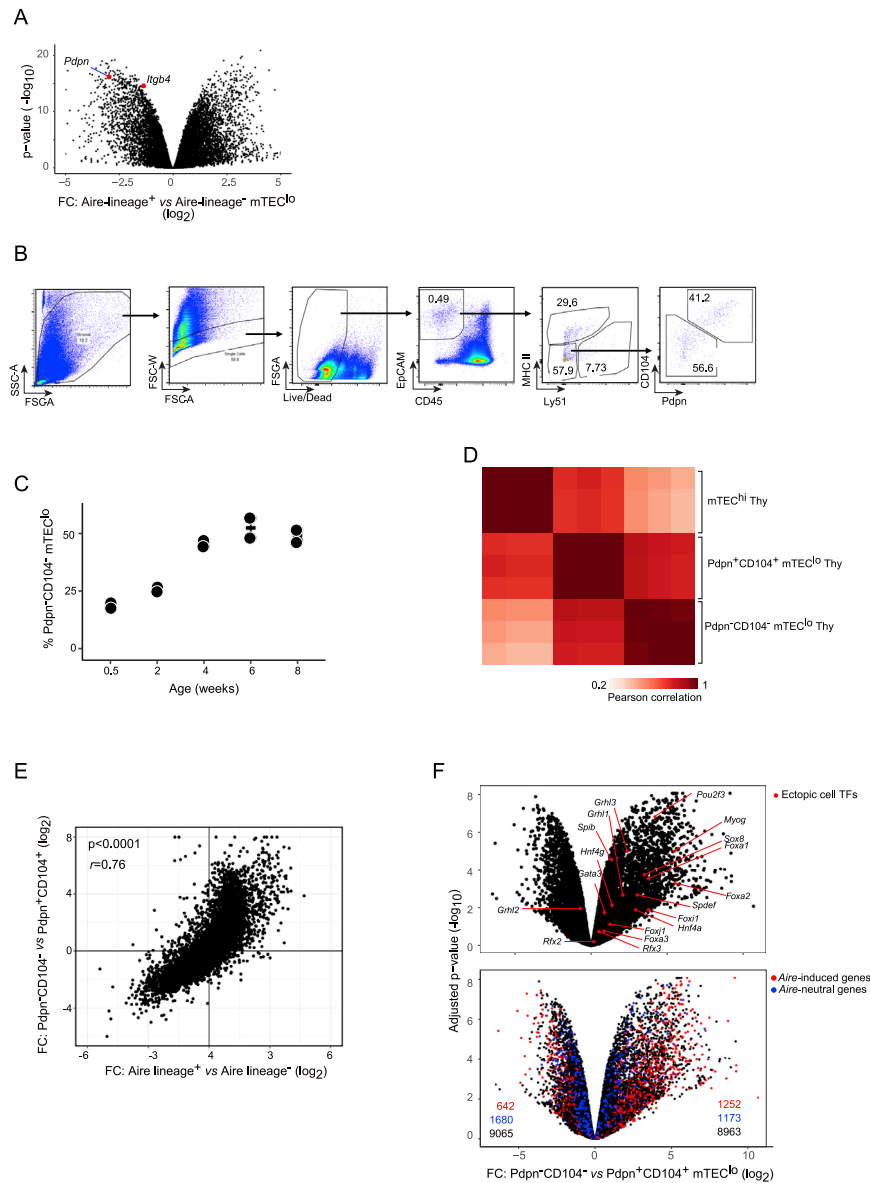 A
20
10
0
p-value (-log10)
Pdpn
Itgb4
−5
−2.5
0
2.5
5
FC: Aire-lineage+ vs Aire-lineage- mTEClo
(log2)
B
SSC-A
FSCA
FSC-W
Single Cells
FSCA
FSGA
Live/Dead
0.49
EpCAM
CD45
29.6
57.9
7.73
MHC II
Ly51
41.2
56.6
CD104
Pdpn
C
50
25
0
% Pdpn-CD104- mTEClo
0.5
2
4
6
8
Age (weeks)
D
mTEChi Thy
Pdpn+CD104+ mTEClo Thy
Pdpn-CD104- mTEClo Thy
0.2
1
Pearson correlation
E
p<0.0001
r=0.76
8
4
0
-4
FC: Pdpn-CD104- vs Pdpn+CD104+ (log2)
-6
-3
4
3
6
FC: Aire lineage+ vs Aire lineage- (log2)
F
8
6
4
2
0
Pou2f3
Grhl3
Grhl1
Spib
Myog
Sox8
Foxa1
Hnf4g
Gata3
Foxa2
Grhl2
Spdef
Foxi1
Hnf4a
Foxj1
Foxa3
Rfx2
Rfx3
Ectopic cell TFs
Adjusted p-value (-log10)
8
6
4
2
0
642
1680
9065
1252
1173
8963
Aire-induced genes
Aire-neutral genes
−5
0
5
10
FC: Pdpn-CD104- vs Pdpn+CD104+ mTEClo (log2)